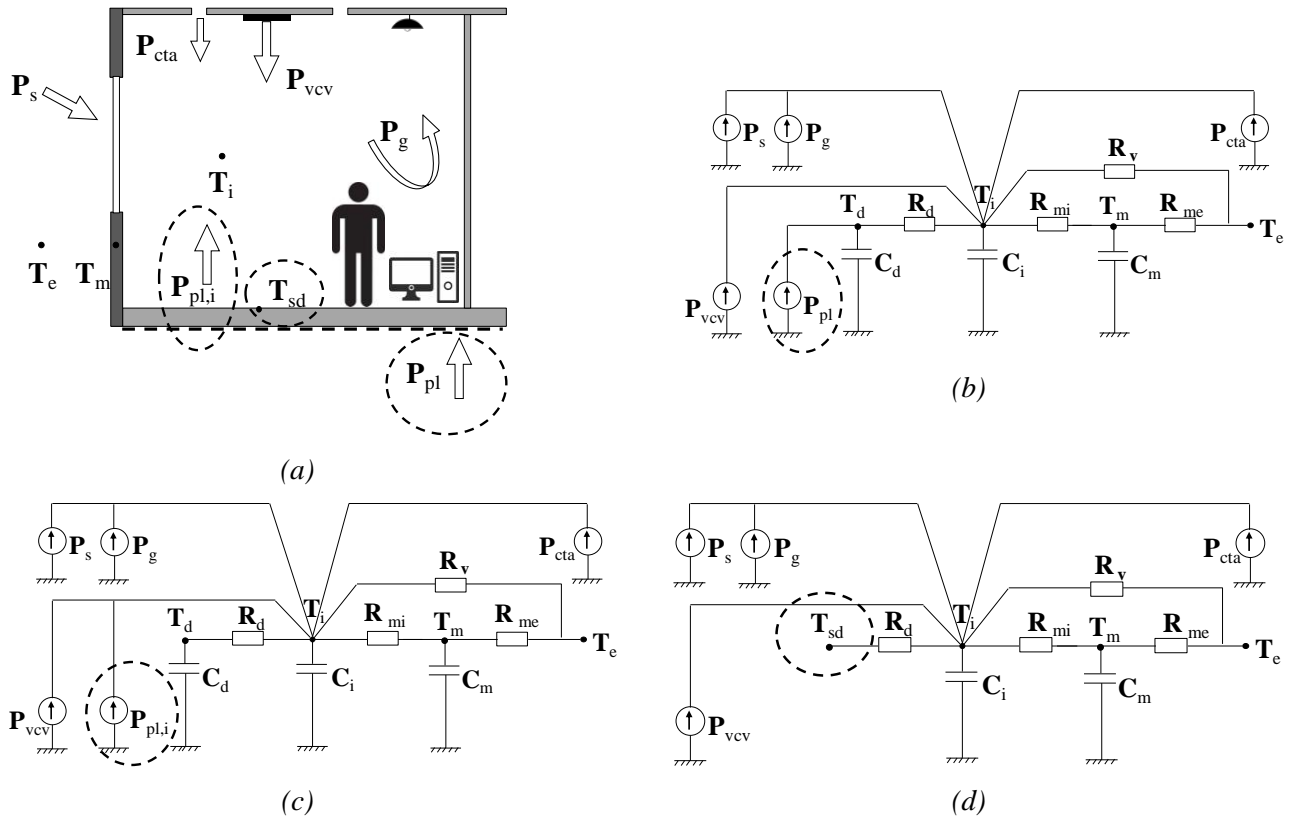 P_cta
P_vcv
P_s
P_g
T_i
T_e
T_m
P_pl,i
T_sd
P_pl
(a)
P_s
P_g
P_cta
R_v
T_d
R_d
T_i
R_mi
T_m
R_me
T_e
C_d
C_i
C_m
P_vcv
P_pl
(b)
P_s
P_g
P_cta
R_v
T_d
R_d
T_i
R_mi
T_m
R_me
T_e
C_d
C_i
C_m
P_vcv
P_pl,i
(c)
P_s
P_g
P_cta
R_v
T_sd
R_d
T_i
R_mi
T_m
R_me
T_e
C_i
C_m
P_vcv
(d)